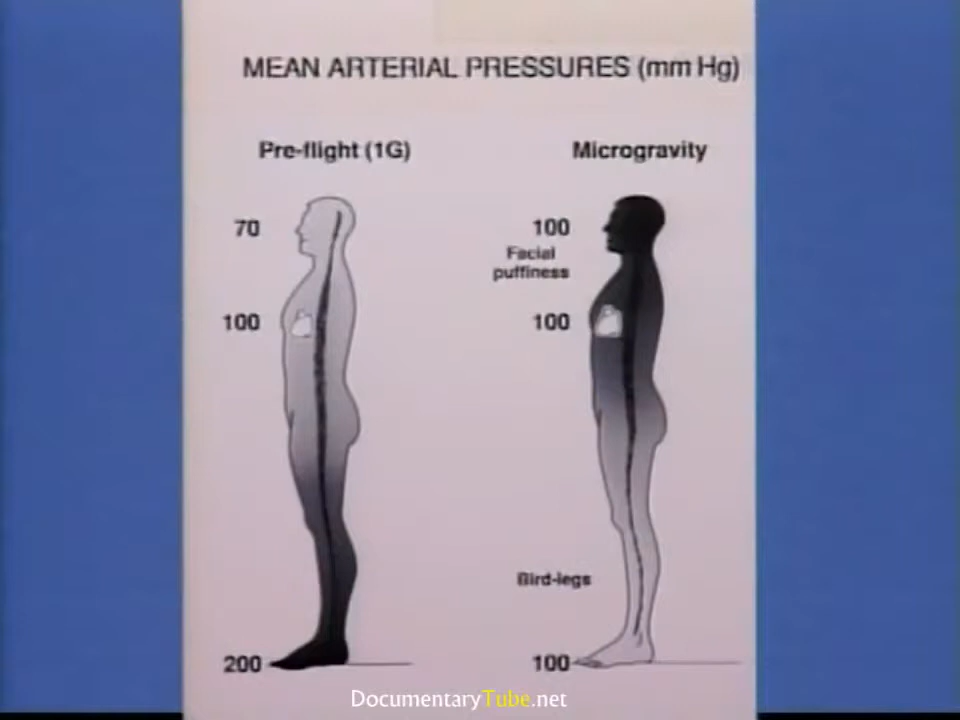 MEAN ARTERIAL PRESSURES (mm Hg)
Pre-flight (1G)
Microgravity
70
100
200
100
Facial
puffiness
100
Bird-legs
100
DocumentaryTube.net